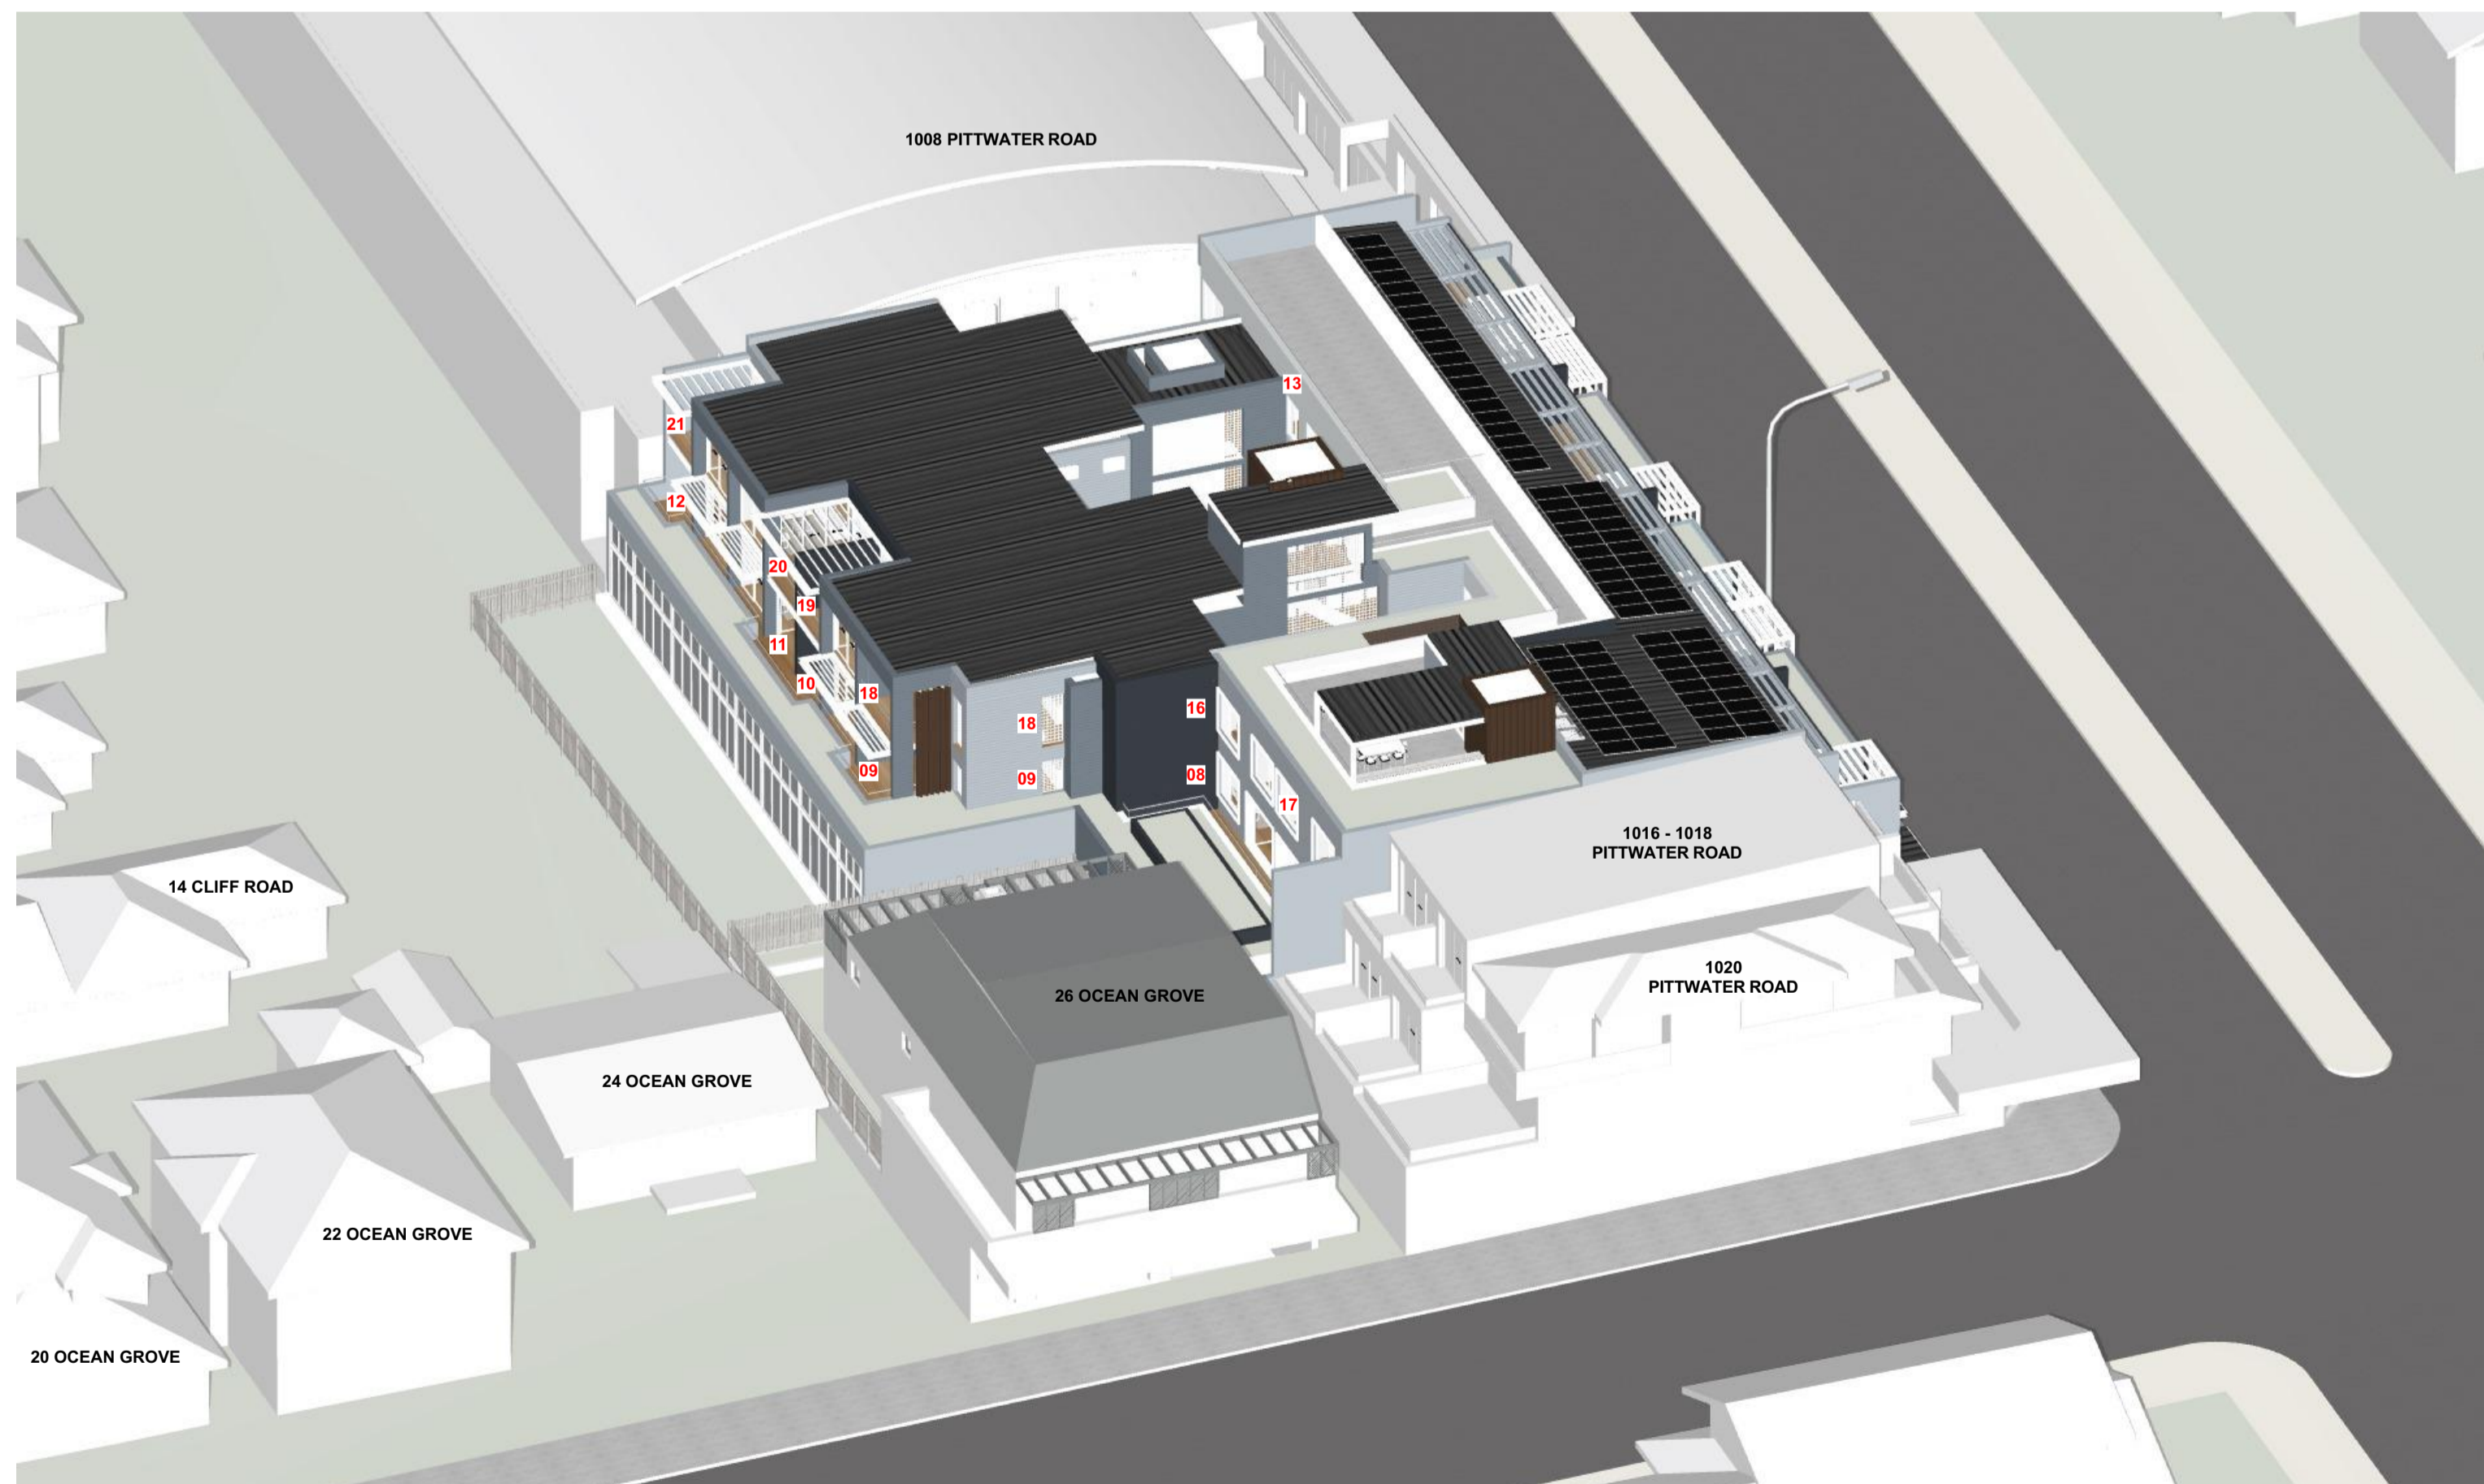 1008 PITTWATER ROAD
13
21
12
20
19
11
10
18
16
18
09
09
08
17
1016 - 1018
PITTWATER ROAD
14 CLIFF ROAD
1020
PITTWATER ROAD
26 OCEAN GROVE
24 OCEAN GROVE
22 OCEAN GROVE
20 OCEAN GROVE